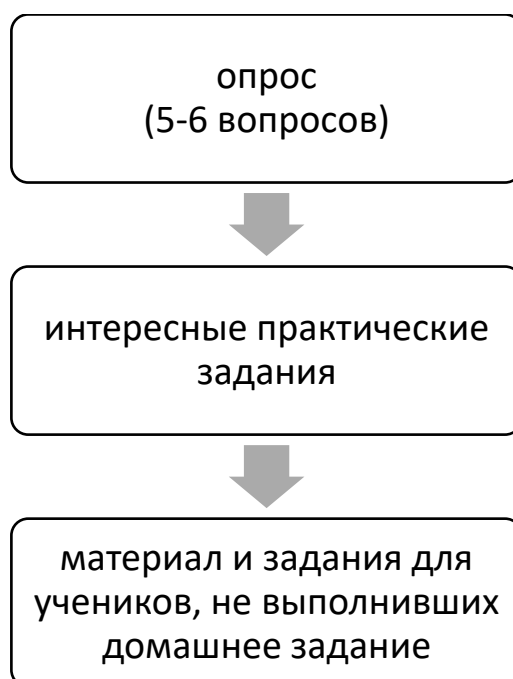 опрос
(5-6 вопросов)
интересные практические
задания
материал и задания для
учеников, не выполнивших
домашнее задание